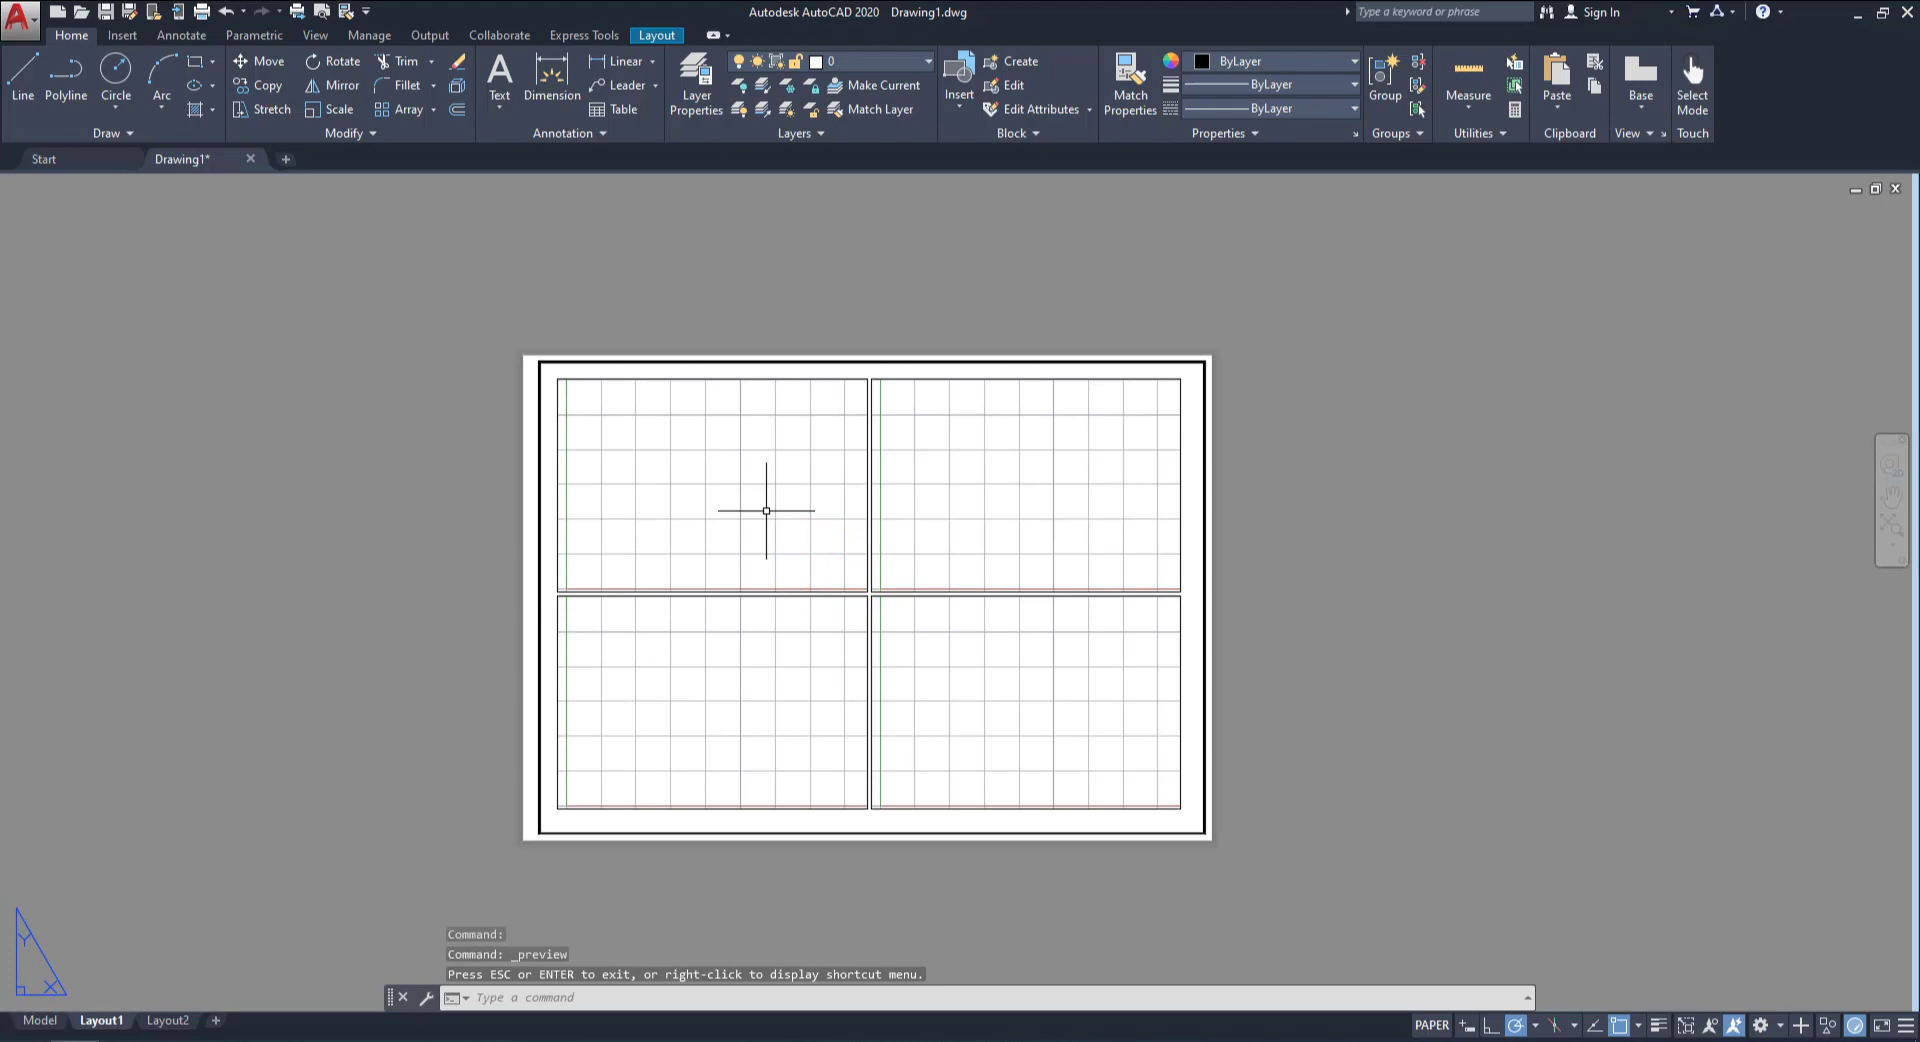 Autodesk AutoCAD 2020 Drawing1.dwg
Type a keyword or phrase
Sign In
Home Insert Annotate Parametric View Manage Output Collaborate Express Tools Layout
Line Polyline Circle Arc
Move Rotate Trim
Copy Mirror Fillet
Stretch Scale Array
Text Dimension
Linear
Leader
Table
Layer Properties
0
Make Current
Match Layer
Insert
Create
Edit
Edit Attributes
Match Properties
ByLayer
ByLayer
ByLayer
Group
Measure
Paste
Base
Select Mode
Draw Modify Annotation Layers Block Properties Groups Utilities Clipboard View Touch
Start Drawing1*
Y
X
Command:
Command: _preview
Press ESC or ENTER to exit, or right-click to display shortcut menu.
Type a command
Model Layout1 Layout2
PAPER